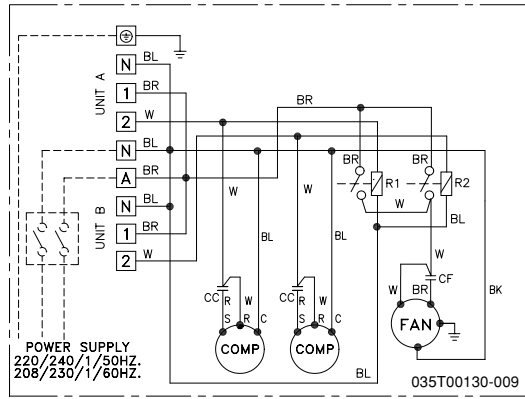 N BL
UNIT A
1 BR
2 W
N BL
A BR
N BL
UNIT B
1 BR
2 W
BR
BR BR
R1 R2
W
BL
W W
BL BL
W
CC R W CC R W
S R C S R C
COMP COMP
W BR CF
BK
FAN
BL
POWER SUPPLY
220/240/1/50HZ.
208/230/1/60HZ.
035T00130-009